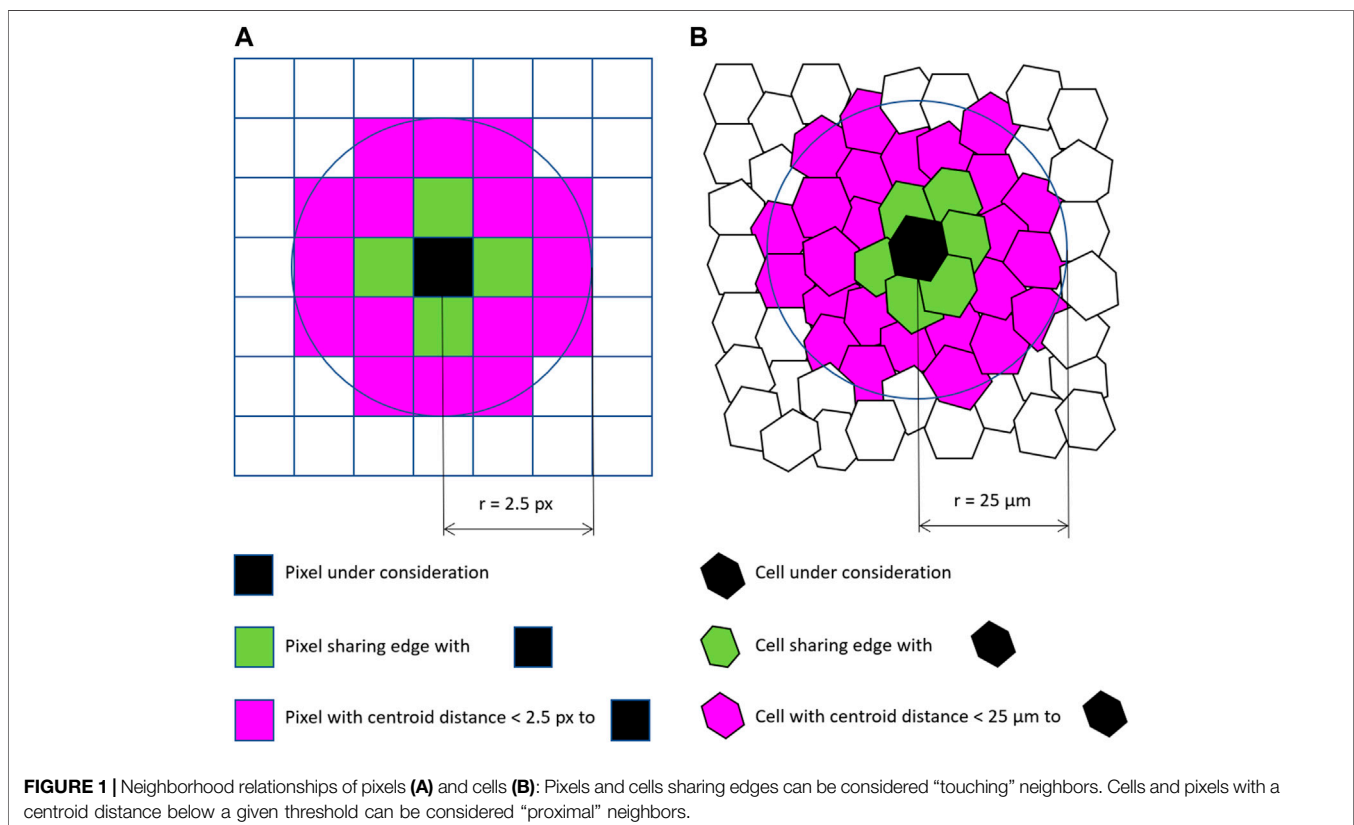 A
B
r = 2.5 px
r = 25 µm
Pixel under consideration
Cell under consideration
Pixel sharing edge with
Cell sharing edge with
Pixel with centroid distance < 2.5 px to
Cell with centroid distance < 25 µm to
FIGURE 1 | Neighborhood relationships of pixels (A) and cells (B): Pixels and cells sharing edges can be considered “touching” neighbors. Cells and pixels with a
centroid distance below a given threshold can be considered “proximal” neighbors.